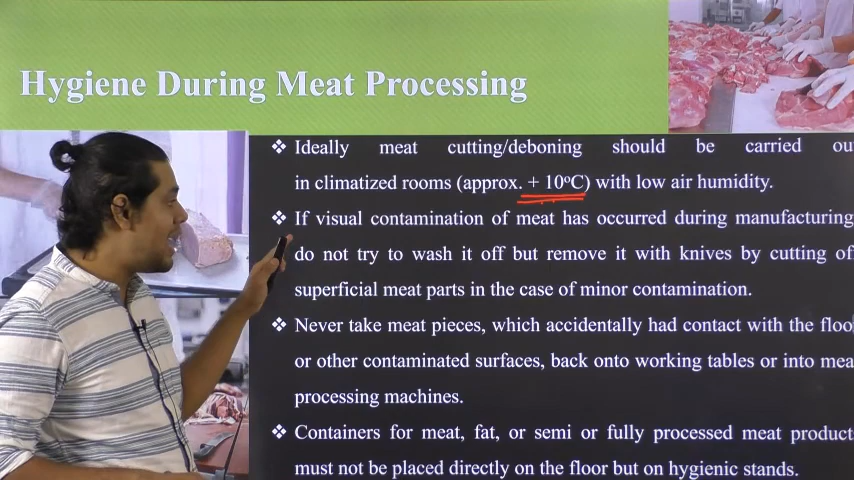 Hygiene During Meat Processing
❖ Ideally meat cutting/deboning should be carried ou
in climatized rooms (approx. + 10ºC) with low air humidity.
❖ If visual contamination of meat has occurred during manufacturing
do not try to wash it off but remove it with knives by cutting of
superficial meat parts in the case of minor contamination.
❖ Never take meat pieces, which accidentally had contact with the floo
or other contaminated surfaces, back onto working tables or into mea
processing machines.
❖ Containers for meat, fat, or semi or fully processed meat product
must not be placed directly on the floor but on hygienic stands.